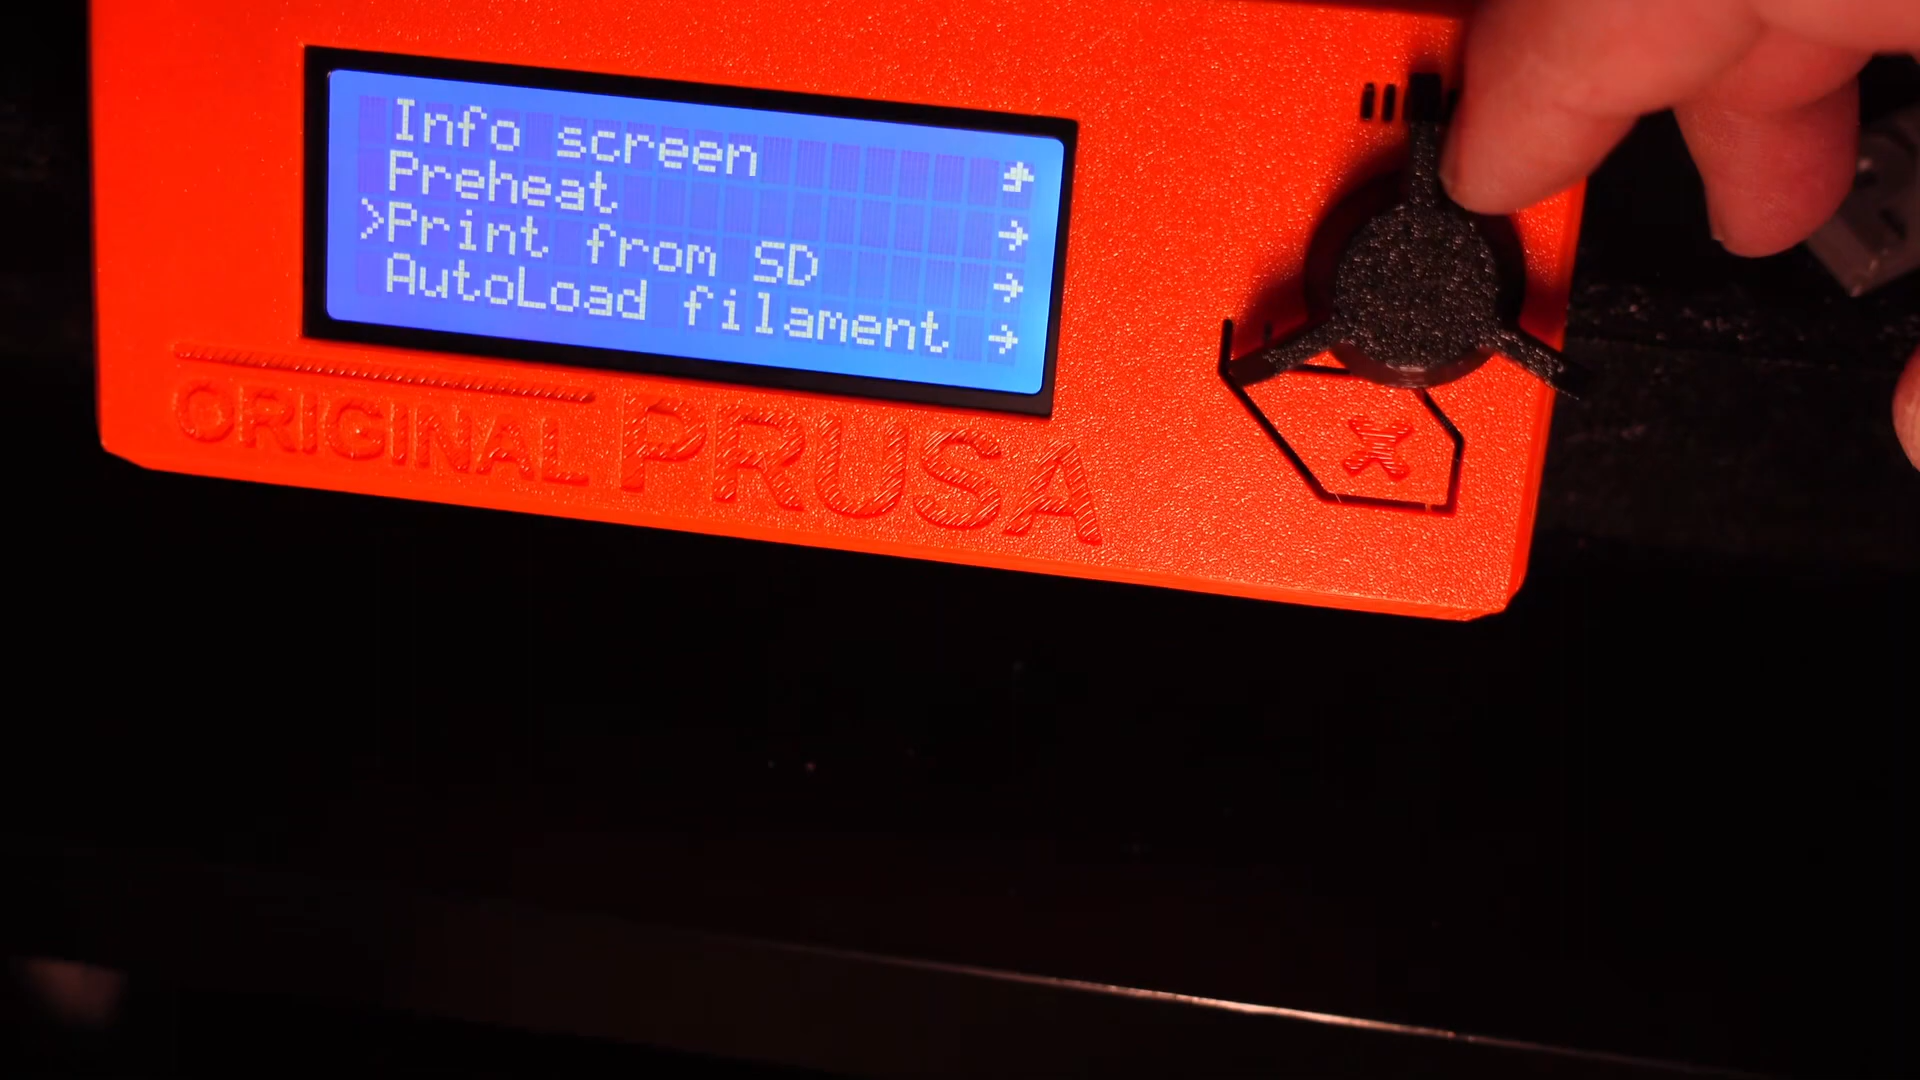 Info screen
Preheat →
>Print from SD →
AutoLoad filament →
ORIGINAL PRUSA
X